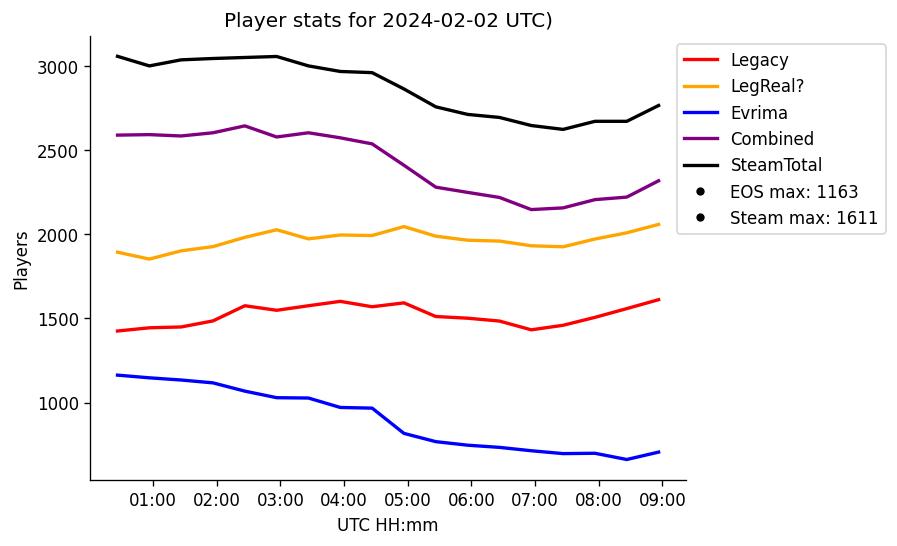 Player stats for 2024-02-02 UTC)
Legacy
LegReal?
Evrima
Combined
SteamTotal
EOS max: 1163
Steam max: 1611
Players
3000
2500
2000
1500
1000
01:00 02:00 03:00 04:00 05:00 06:00 07:00 08:00 09:00
UTC HH:mm